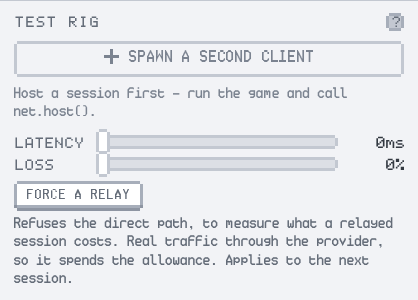 TEST RIG
?
+ SPAWN A SECOND CLIENT
Host a session first – run the game and call
net.host().
LATENCY 0ms
LOSS 0%
FORCE A RELAY
Refuses the direct path, to measure what a relayed
session costs. Real traffic through the provider,
so it spends the allowance. Applies to the next
session.